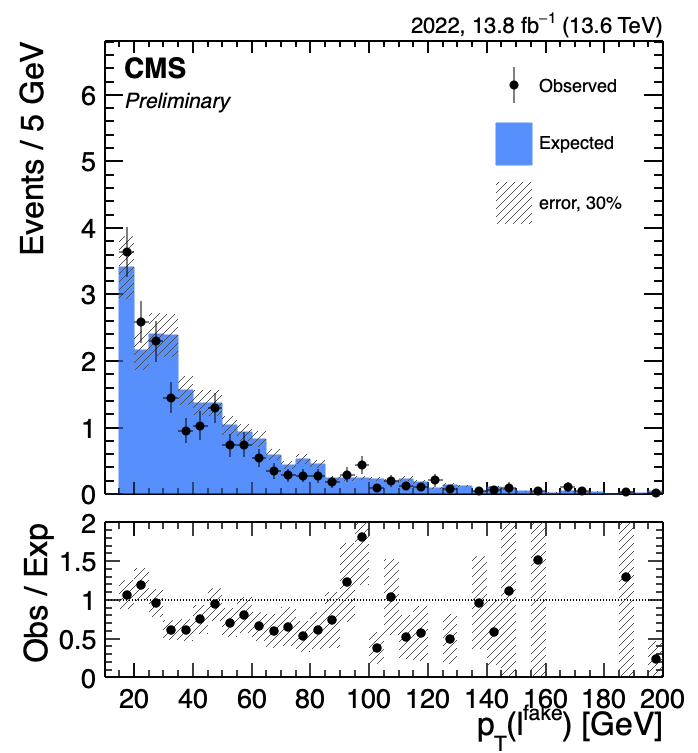 2022, 13.8 fb⁻¹ (13.6 TeV)
Events / 5 GeV
CMS
Preliminary
Observed
Expected
error, 30%
6
5
4
3
2
1
0
Obs / Exp
2
1.5
1
0.5
0
20 40 60 80 100 120 140 160 180 200
p_T(l^fake) [GeV]